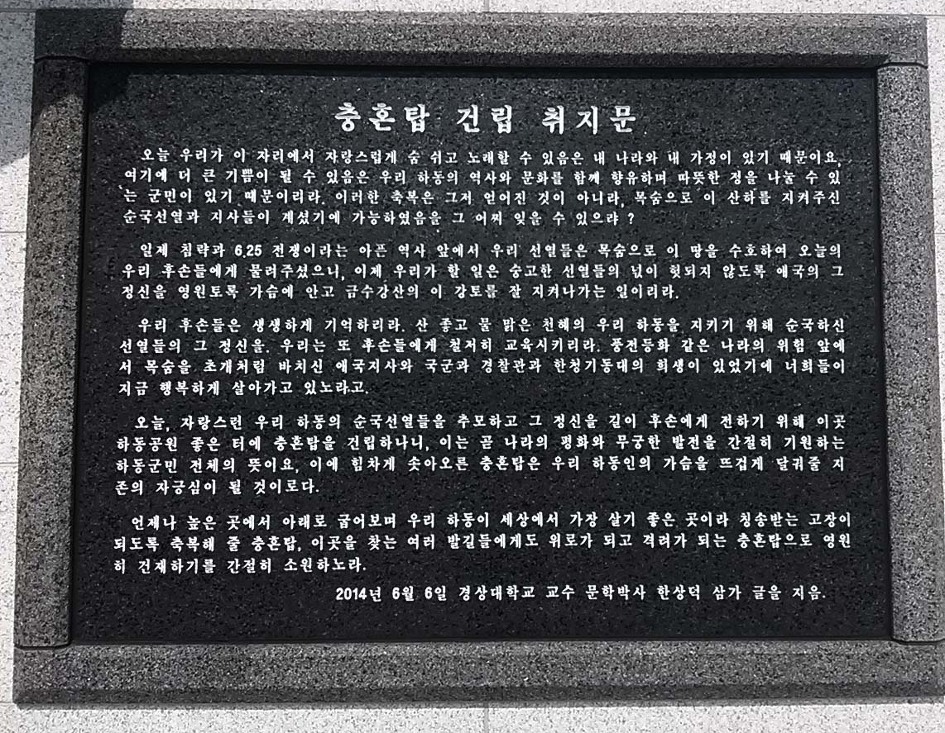 충혼탑 건립 취지문
오늘 우리가 이 자리에서 자랑스럽게 숨 쉬고 노래할 수 있음은 내 나라와 내 가정이 있기 때문이요,
여기에 더 큰 기쁨이 될 수 있음은 우리 하동의 역사와 문화를 함께 향유하며 따뜻한 정을 나눌 수 있
는 군민이 있기 때문이리라. 이러한 축복은 그저 얻어진 것이 아니라, 목숨으로 이 산하를 지켜주신
순국선열과 지사들이 계셨기에 가능하였음을 그 어찌 잊을 수 있으랴 ?
일제 침략과 6.25 전쟁이라는 아픈 역사 앞에서 우리 선열들은 목숨으로 이 땅을 수호하여 오늘의
우리 후손들에게 물려주셨으니, 이제 우리가 할 일은 숭고한 선열들의 넋이 헛되지 않도록 애국의 그
정신을 영원토록 가슴에 안고 금수강산의 이 강토를 잘 지켜나가는 일이리라.
우리 후손들은 생생하게 기억하리라. 산 좋고 물 맑은 천혜의 우리 하동을 지키기 위해 순국하신
선열들의 그 정신을. 우리는 또 후손들에게 철저히 교육시키리라. 풍전등화 같은 나라의 위험 앞에
서 목숨을 초개처럼 바치신 애국지사와 국군과 경찰관과 한청기동대의 희생이 있었기에 너희들이
지금 행복하게 살아가고 있노라고.
오늘, 자랑스런 우리 하동의 순국선열들을 추모하고 그 정신을 길이 후손에게 전하기 위해 이곳
하동공원 좋은 터에 충혼탑을 건립하나니, 이는 곧 나라의 평화와 무궁한 발전을 간절히 기원하는
하동군민 전체의 뜻이요, 이에 힘차게 솟아오른 충혼탑은 우리 하동인의 가슴을 뜨겁게 달궈줄 지
존의 자긍심이 될 것이로다.
언제나 높은 곳에서 아래로 굽어보며 우리 하동이 세상에서 가장 살기 좋은 곳이라 칭송받는 고장이
되도록 축복해 줄 충혼탑, 이곳을 찾는 여러 발길들에게도 위로가 되고 격려가 되는 충혼탑으로 영원
히 건재하기를 간절히 소원하노라.
2014년 6월 6일 경상대학교 교수 문학박사 한상덕 삼가 글을 지음.